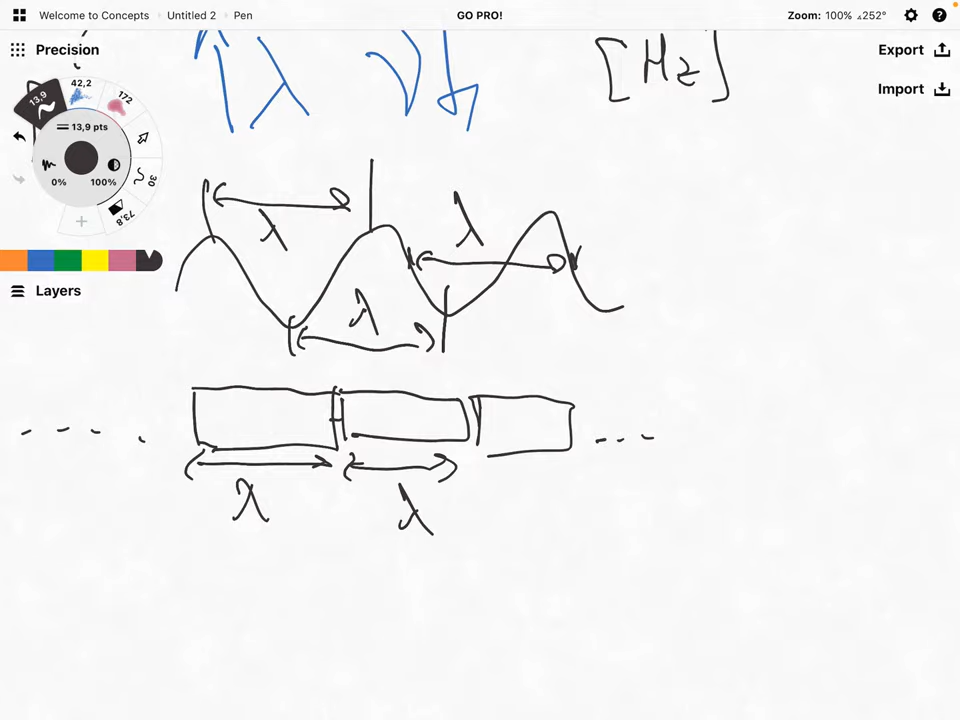 Welcome to Concepts › Untitled 2 › Pen
GO PRO!
Zoom: 100% ⊿252°
Precision
Export
Import
42,2
13,9
172
13,9 pts
0%
100%
30
73,8
+
Layers
λ
[Hz]
λ
λ
λ
λ
λ